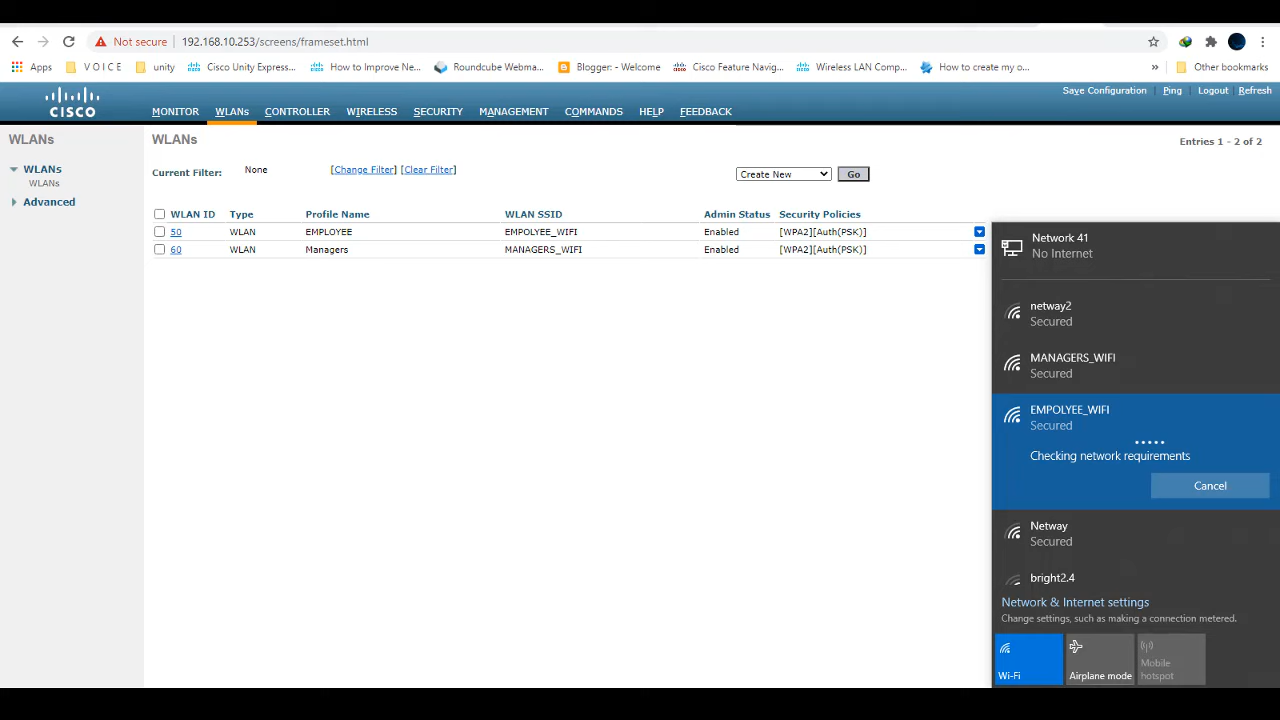 Not secure 192.168.10.253/screens/frameset.html
Apps V O I C E unity Cisco Unity Express... How to Improve Ne... Roundcube Webma... Blogger: - Welcome Cisco Feature Navig... Wireless LAN Comp... How to create my o... » Other bookmarks
Save Configuration Ping Logout Refresh
CISCO MONITOR WLANs CONTROLLER WIRELESS SECURITY MANAGEMENT COMMANDS HELP FEEDBACK
WLANs
WLANs
WLANs
Advanced
WLANs
Entries 1 - 2 of 2
Current Filter: None [Change Filter] [Clear Filter] Create New Go
WLAN ID Type Profile Name WLAN SSID Admin Status Security Policies
50 WLAN EMPLOYEE EMPOLYEE_WIFI Enabled [WPA2][Auth(PSK)]
60 WLAN Managers MANAGERS_WIFI Enabled [WPA2][Auth(PSK)]
Network 41
No Internet
netway2
Secured
MANAGERS_WIFI
Secured
EMPOLYEE_WIFI
Secured
Checking network requirements
Cancel
Netway
Secured
bright2.4
Network & Internet settings
Change settings, such as making a connection metered.
Wi-Fi
Airplane mode
Mobile
hotspot